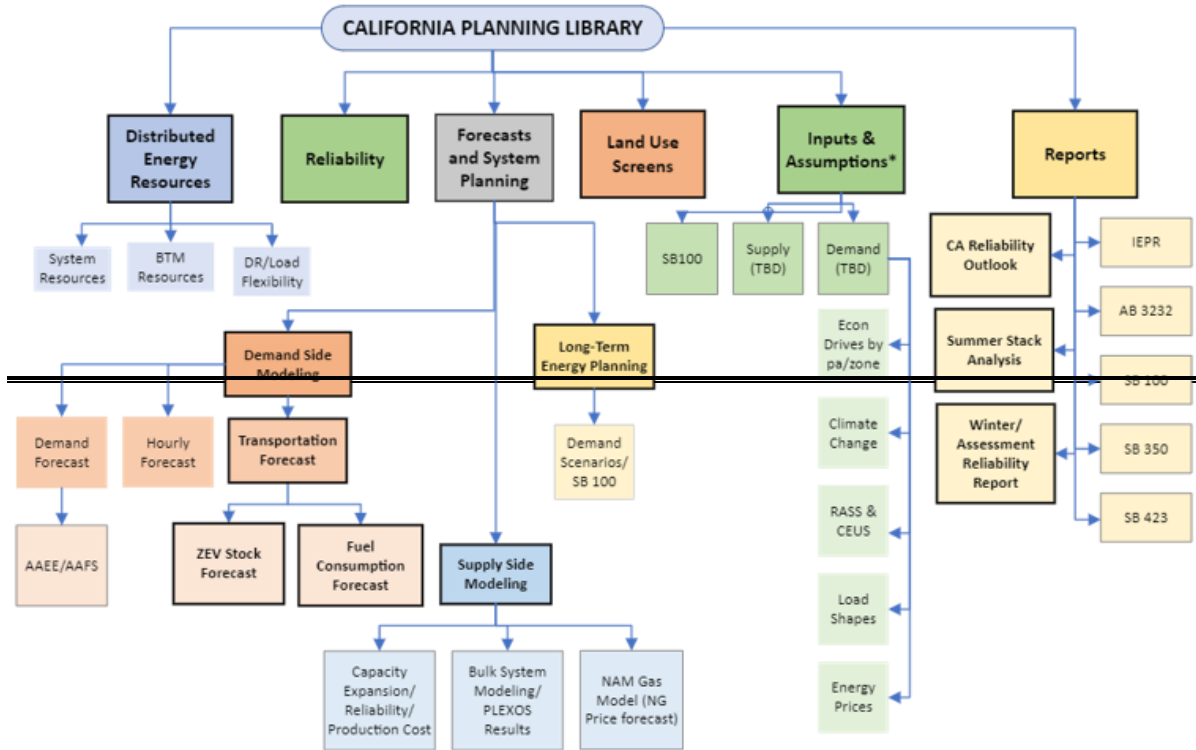 CALIFORNIA PLANNING LIBRARY
Distributed
Energy
Resources
Reliability
Forecasts
and System
Planning
Land Use
Screens
Inputs &
Assumptions*
Reports
System
Resources
BTM
Resources
DR/Load
Flexibility
SB100
Supply
(TBD)
Demand
(TBD)
CA Reliability
Outlook
IEPR
Demand Side
Modeling
Long-Term
Energy Planning
Econ
Drives by
pa/zone
Summer Stack
Analysis
AB 3232
SB 100
Demand
Forecast
Hourly
Forecast
Transportation
Forecast
Demand
Scenarios/
SB 100
Climate
Change
Winter/
Assessment
Reliability
Report
SB 350
AAEE/AAFS
ZEV Stock
Forecast
Fuel
Consumption
Forecast
Supply Side
Modeling
RASS &
CEUS
SB 423
Load
Shapes
Capacity
Expansion/
Reliability/
Production Cost
Bulk System
Modeling/
PLEXOS
Results
NAM Gas
Model (NG
Price forecast)
Energy
Prices